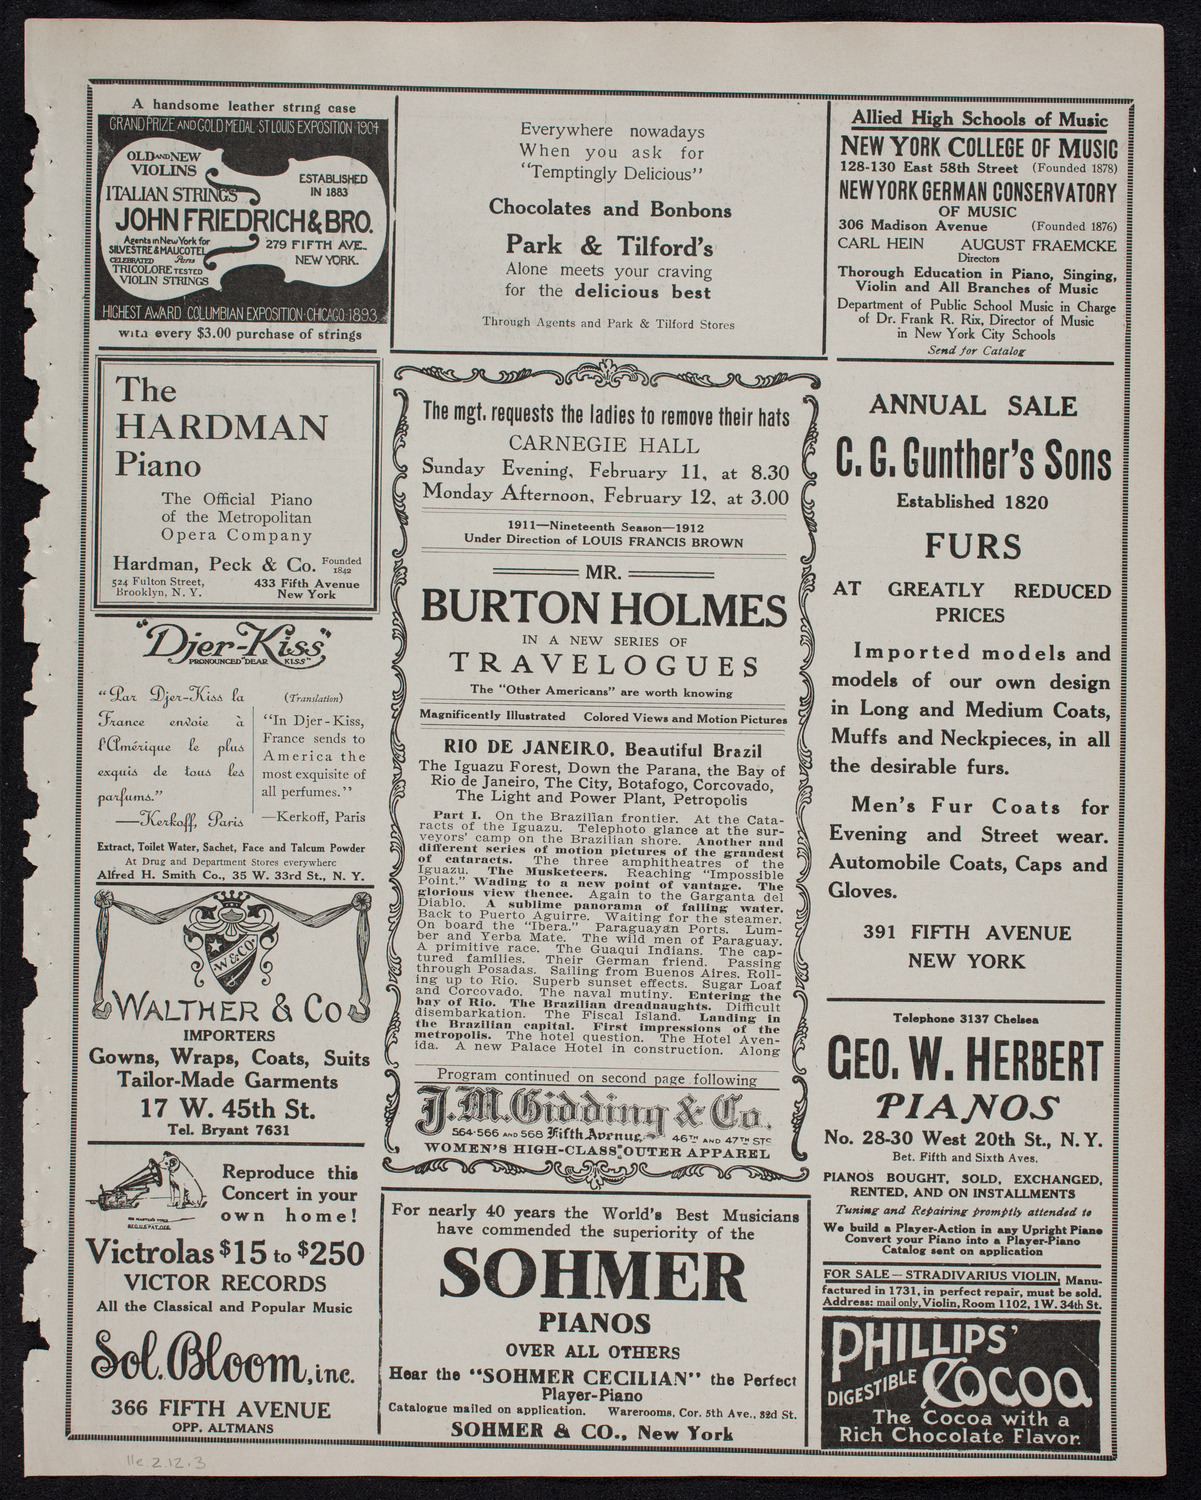 A handsome leather string case
GRAND PRIZE AND GOLD MEDAL ST LOUIS EXPOSITION 1904
OLD AND NEW
VIOLINS
ITALIAN STRINGS
ESTABLISHED
IN 1883
JOHN FRIEDRICH & BRO.
Agents in New York for
SILVESTRE & MAUCOTEL
CELEBRATED Paris
TRICOLORE TESTED
VIOLIN STRINGS
279 FIFTH AVE.
NEW YORK.
HIGHEST AWARD COLUMBIAN EXPOSITION-CHICAGO-1893
with every $3.00 purchase of strings
The
HARDMAN
Piano
The Official Piano
of the Metropolitan
Opera Company
Hardman, Peck & Co. Founded 1842
524 Fulton Street,
Brooklyn, N. Y.
433 Fifth Avenue
New York
"Djer-Kiss"
PRONOUNCED "DEAR KISS"
"Par Djer-Kiss la
France envoie à
l'Amérique le plus
exquis de tous les
parfums."
—Kerkoff, Paris
(Translation)
"In Djer-Kiss,
France sends to
America the
most exquisite of
all perfumes."
—Kerkoff, Paris
Extract, Toilet Water, Sachet, Face and Talcum Powder
At Drug and Department Stores everywhere
Alfred H. Smith Co., 35 W. 33rd St., N. Y.
W & CO
WALTHER & CO
IMPORTERS
Gowns, Wraps, Coats, Suits
Tailor-Made Garments
17 W. 45th St.
Tel. Bryant 7631
HIS MASTER'S VOICE
REG. U.S. PAT. OFF.
Reproduce this
Concert in your
own home!
Victrolas $15 to $250
VICTOR RECORDS
All the Classical and Popular Music
Sol. Bloom, inc.
366 FIFTH AVENUE
OPP. ALTMANS
Everywhere nowadays
When you ask for
"Temptingly Delicious"
Chocolates and Bonbons
Park & Tilford's
Alone meets your craving
for the delicious best
Through Agents and Park & Tilford Stores
The mgt. requests the ladies to remove their hats
CARNEGIE HALL
Sunday Evening, February 11, at 8.30
Monday Afternoon, February 12, at 3.00
1911—Nineteenth Season—1912
Under Direction of LOUIS FRANCIS BROWN
MR.
BURTON HOLMES
IN A NEW SERIES OF
TRAVELOGUES
The "Other Americans" are worth knowing
Magnificently Illustrated Colored Views and Motion Pictures
RIO DE JANEIRO, Beautiful Brazil
The Iguazu Forest, Down the Parana, the Bay of
Rio de Janeiro, The City, Botafogo, Corcovado,
The Light and Power Plant, Petropolis
Part I. On the Brazilian frontier. At the Cata-
racts of the Iguazu. Telephoto glance at the sur-
veyors' camp on the Brazilian shore. Another and
different series of motion pictures of the grandest
of cataracts. The three amphitheatres of the
Iguazu. The Musketeers. Reaching "Impossible
Point." Wading to a new point of vantage. The
glorious view thence. Again to the Garganta del
Diablo. A sublime panorama of falling water.
Back to Puerto Aguirre. Waiting for the steamer.
On board the "Ibera." Paraguayan Ports. Lum-
ber and Yerba Mate. The wild men of Paraguay.
A primitive race. The Guaqui Indians. The cap-
tured families. Their German friend. Passing
through Posadas. Sailing from Buenos Aires. Roll-
ing up to Rio. Superb sunset effects. Sugar Loaf
and Corcovado. The naval mutiny. Entering the
bay of Rio. The Brazilian dreadnaughts. Difficult
disembarkation. The Fiscal Island. Landing in
the Brazilian capital. First impressions of the
metropolis. The hotel question. The Hotel Aven-
ida. A new Palace Hotel in construction. Along
Program continued on second page following
J. M. Gidding & Co.
564-566 AND 568 Fifth Avenue 46TH AND 47TH STS
WOMEN'S HIGH-CLASS OUTER APPAREL
For nearly 40 years the World's Best Musicians
have commended the superiority of the
SOHMER
PIANOS
OVER ALL OTHERS
Hear the "SOHMER CECILIAN" the Perfect
Player-Piano
Catalogue mailed on application. Warerooms, Cor. 5th Ave., 32d St.
SOHMER & CO., New York
Allied High Schools of Music
NEW YORK COLLEGE OF MUSIC
128-130 East 58th Street (Founded 1878)
NEW YORK GERMAN CONSERVATORY
OF MUSIC
306 Madison Avenue (Founded 1876)
CARL HEIN AUGUST FRAEMCKE
Directors
Thorough Education in Piano, Singing,
Violin and All Branches of Music
Department of Public School Music in Charge
of Dr. Frank R. Rix, Director of Music
in New York City Schools
Send for Catalog
ANNUAL SALE
C. G. Gunther's Sons
Established 1820
FURS
AT GREATLY REDUCED
PRICES
Imported models and
models of our own design
in Long and Medium Coats,
Muffs and Neckpieces, in all
the desirable furs.
Men's Fur Coats for
Evening and Street wear.
Automobile Coats, Caps and
Gloves.
391 FIFTH AVENUE
NEW YORK
Telephone 3137 Chelsea
GEO. W. HERBERT
PIANOS
No. 28-30 West 20th St., N. Y.
Bet. Fifth and Sixth Aves.
PIANOS BOUGHT, SOLD, EXCHANGED,
RENTED, AND ON INSTALLMENTS
Tuning and Repairing promptly attended to
We build a Player-Action in any Upright Piano
Convert your Piano into a Player-Piano
Catalog sent on application
FOR SALE—STRADIVARIUS VIOLIN, Manu-
factured in 1731, in perfect repair, must be sold.
Address: mail only, Violin, Room 1102, 1 W. 34th St.
PHILLIPS'
DIGESTIBLE COCOA
The Cocoa with a
Rich Chocolate Flavor.
11e.2.12.3